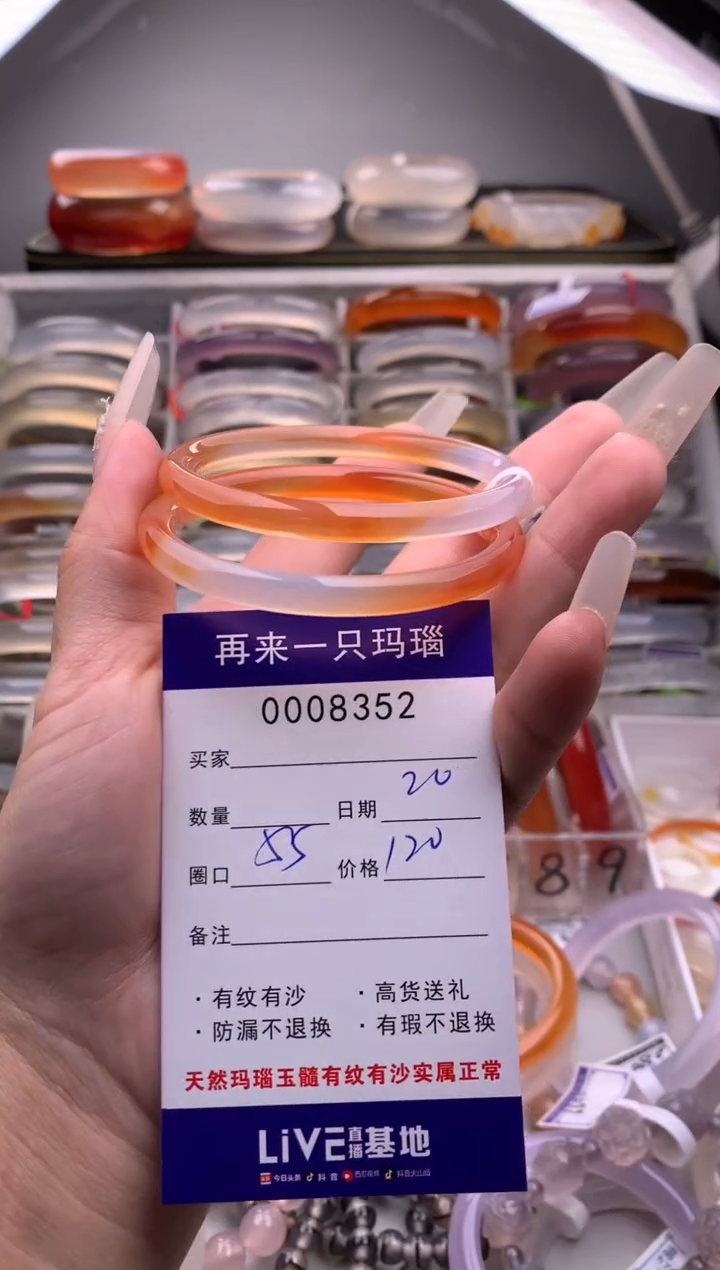 再来一只玛瑙
0008352
买家
20
数量 日期
55 120
圈口 价格
备注
· 有纹有沙 · 高货送礼
· 防漏不退换 · 有瑕不退换
天然玛瑙玉髓有纹有沙实属正常
LiVE直播基地
今日头条 抖音 西瓜视频 抖音火山版
8 9